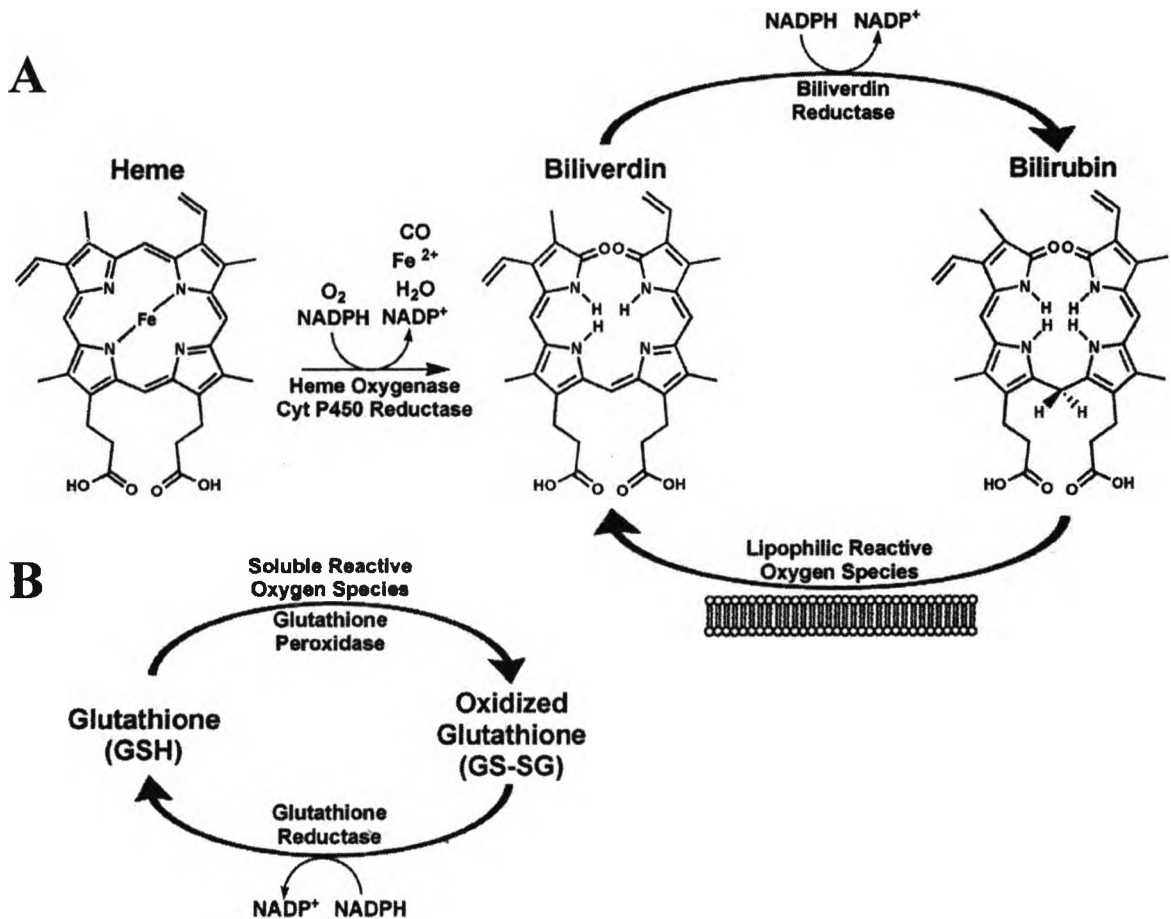 A
NADPH NADP+
Biliverdin
Reductase
Heme
Biliverdin
Bilirubin
CO
Fe 2+
H2O
O2
NADPH NADP+
Heme Oxygenase
Cyt P450 Reductase
N
N
Fe
N
N
HO
O
O
OH
O
O
N
H
H
N
H
N
N
HO
O
O
OH
O
O
N
H
H
N
H
H
N
N
H
H
HO
O
O
OH
Lipophilic Reactive
Oxygen Species
B
Soluble Reactive
Oxygen Species
Glutathione
Peroxidase
Glutathione
(GSH)
Oxidized
Glutathione
(GS-SG)
Glutathione
Reductase
NADP+ NADPH